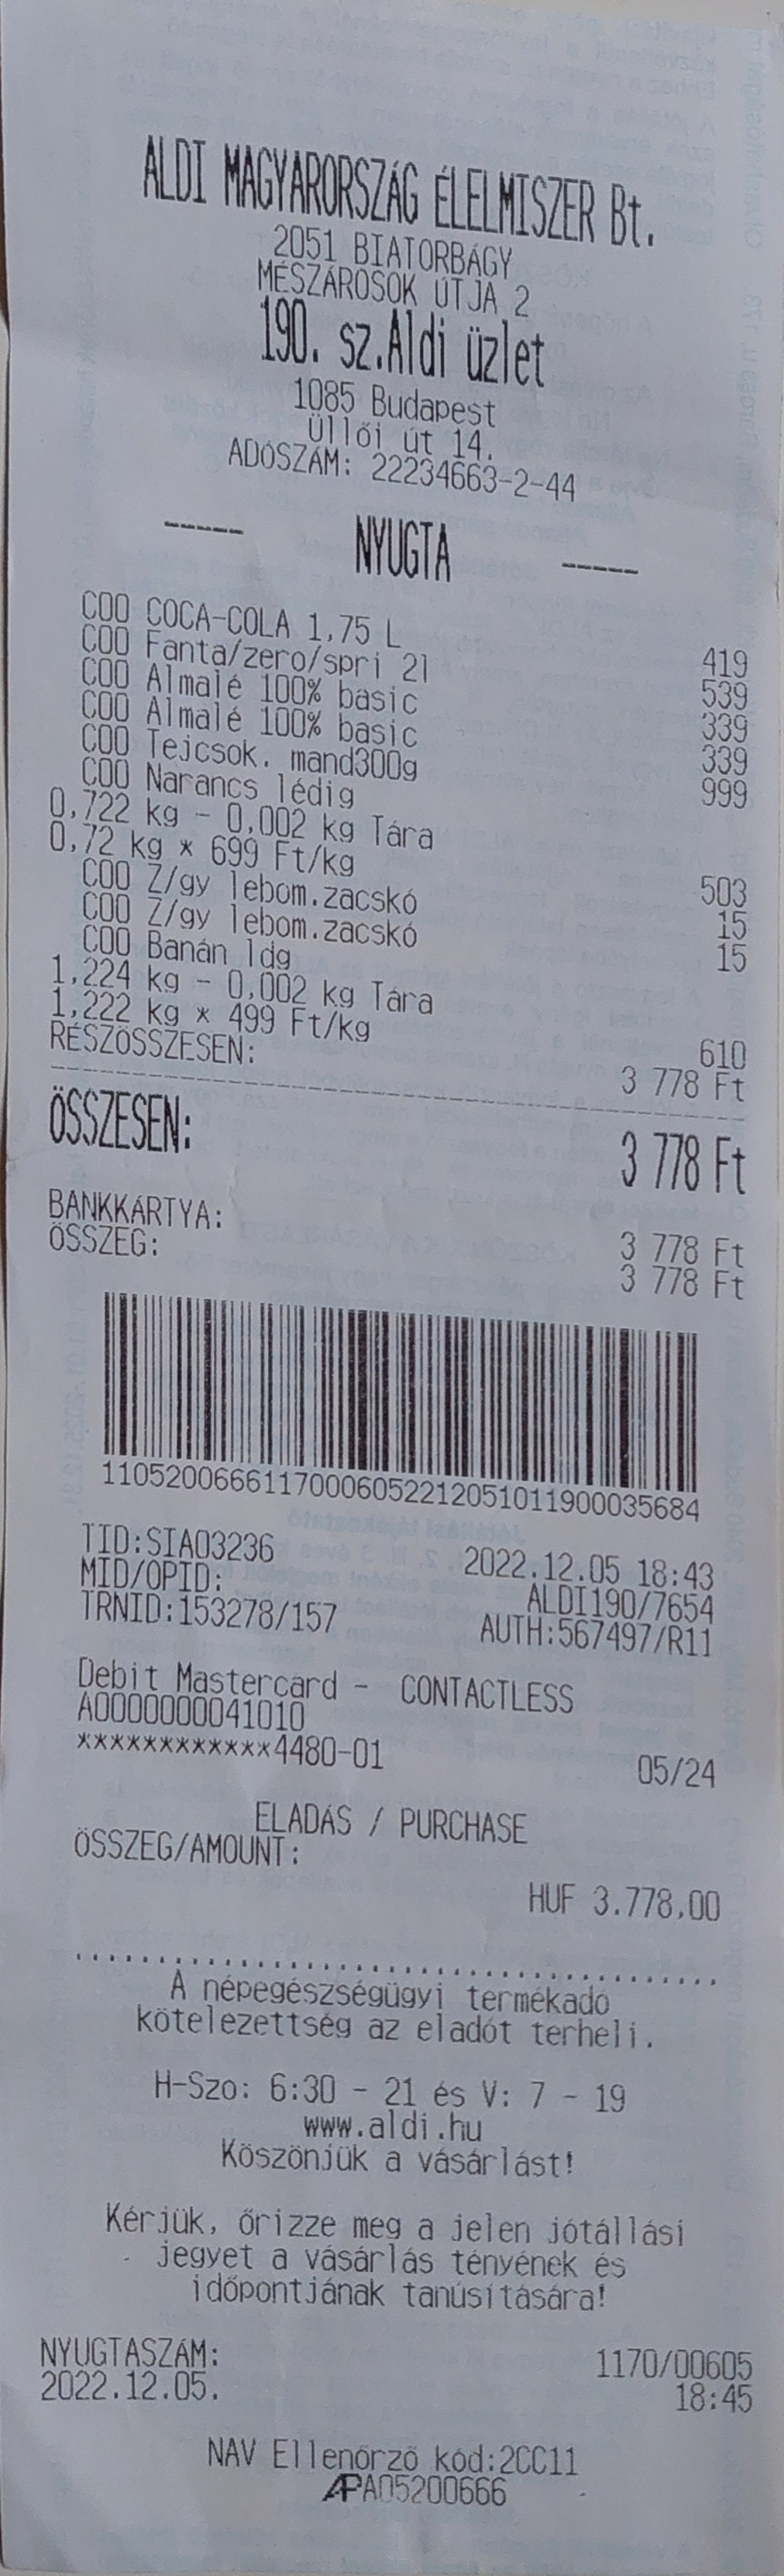 ALDI MAGYARORSZÁG ÉLELMISZER Bt.
2051 BIATORBÁGY
MÉSZÁROSOK ÚTJA 2
190. sz.Aldi üzlet
1085 Budapest
Üllői út 14.
ADÓSZÁM: 22234663-2-44
----- NYUGTA -----
C00 COCA-COLA 1,75 L 419
C00 Fanta/zero/spri 2l 539
C00 Almalé 100% basic 339
C00 Almalé 100% basic 339
C00 Tejcsok. mand300g 999
C00 Narancs lédig
0,722 kg - 0,002 kg Tára
0,72 kg * 699 Ft/kg 503
C00 Z/gy lebom.zacskó 15
C00 Z/gy lebom.zacskó 15
C00 Banán ldg
1,224 kg - 0,002 kg Tára
1,222 kg * 499 Ft/kg 610
RÉSZÖSSZESEN: 3 778 Ft
ÖSSZESEN: 3 778 Ft
BANKKÁRTYA: 3 778 Ft
ÖSSZEG: 3 778 Ft
11052006661170006052212051011900035684
TID:SIA03236 2022.12.05 18:43
MID/OPID: ALDI190/7654
TRNID:153278/157 AUTH:567497/R11
Debit Mastercard - CONTACTLESS
A0000000041010
************4480-01 05/24
ELADÁS / PURCHASE
ÖSSZEG/AMOUNT:
HUF 3.778,00
A népegészségügyi termékadó
kötelezettség az eladót terheli.
H-Szo: 6:30 - 21 és V: 7 - 19
www.aldi.hu
Köszönjük a vásárlást!
Kérjük, őrizze meg a jelen jótállási
jegyet a vásárlás tényének és
időpontjának tanúsítására!
NYUGTASZÁM: 1170/00605
2022.12.05. 18:45
NAV Ellenőrző kód:2CC11
APA05200666